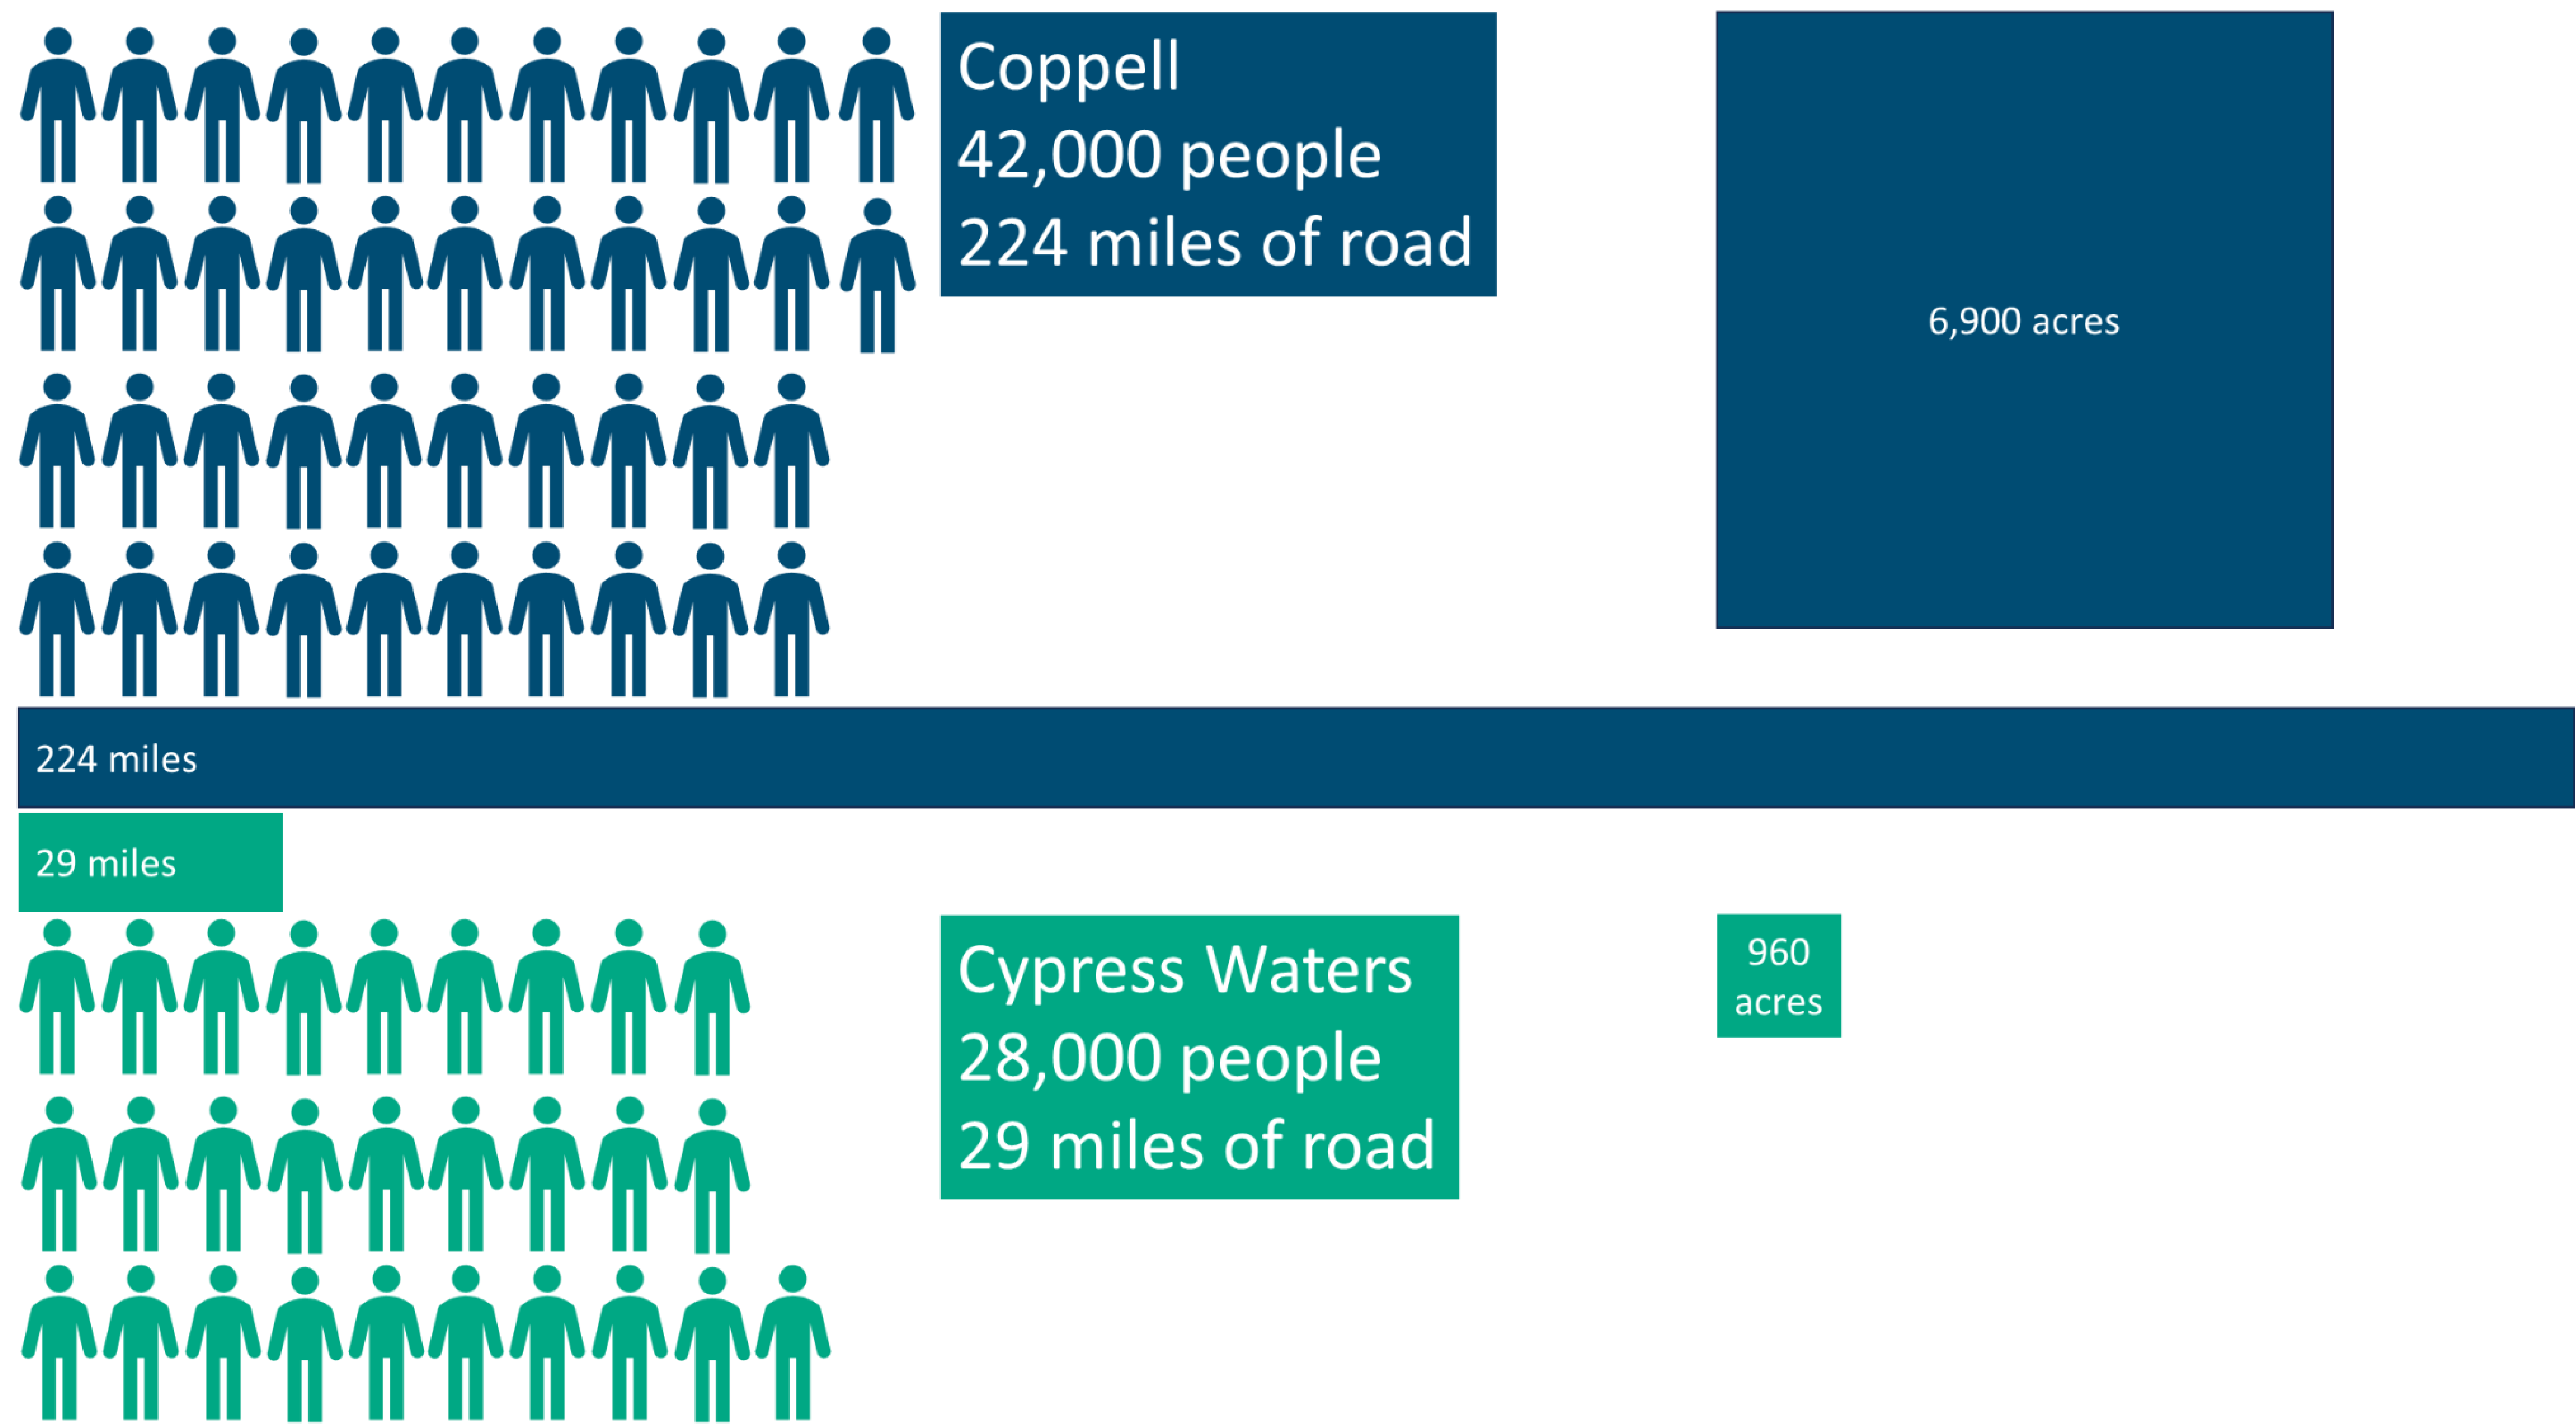 Coppell
42,000 people
224 miles of road
6,900 acres
224 miles
29 miles
Cypress Waters
28,000 people
29 miles of road
960
acres